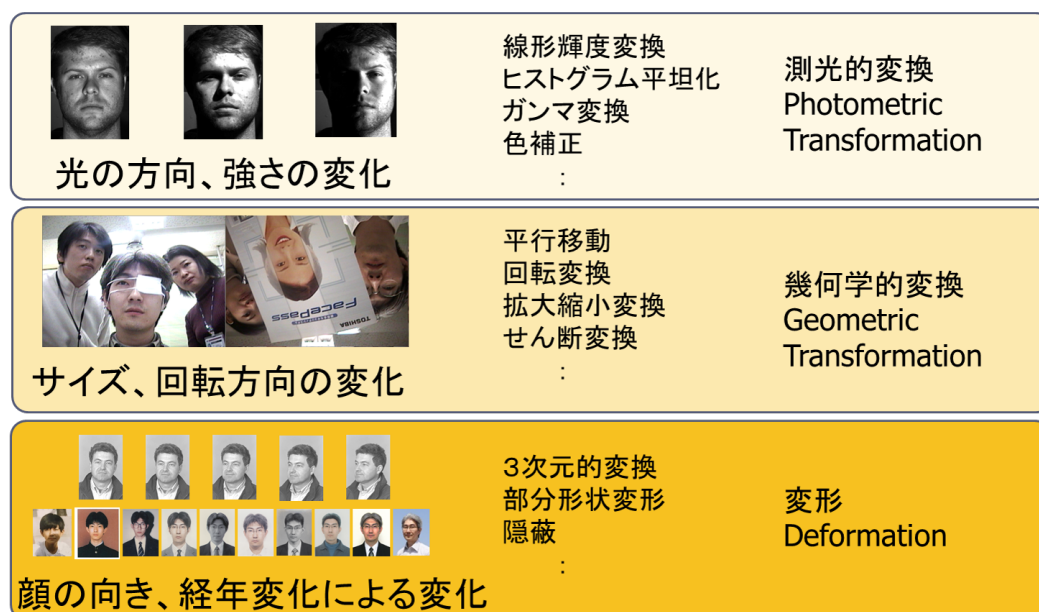 線形輝度変換
ヒストグラム平坦化
ガンマ変換
色補正
:
測光的変換
Photometric
Transformation
光の方向、強さの変化
FacePass
TOSHIBA
平行移動
回転変換
拡大縮小変換
せん断変換
:
幾何学的変換
Geometric
Transformation
サイズ、回転方向の変化
3次元的変換
部分形状変形
隠蔽
:
変形
Deformation
顔の向き、経年変化による変化